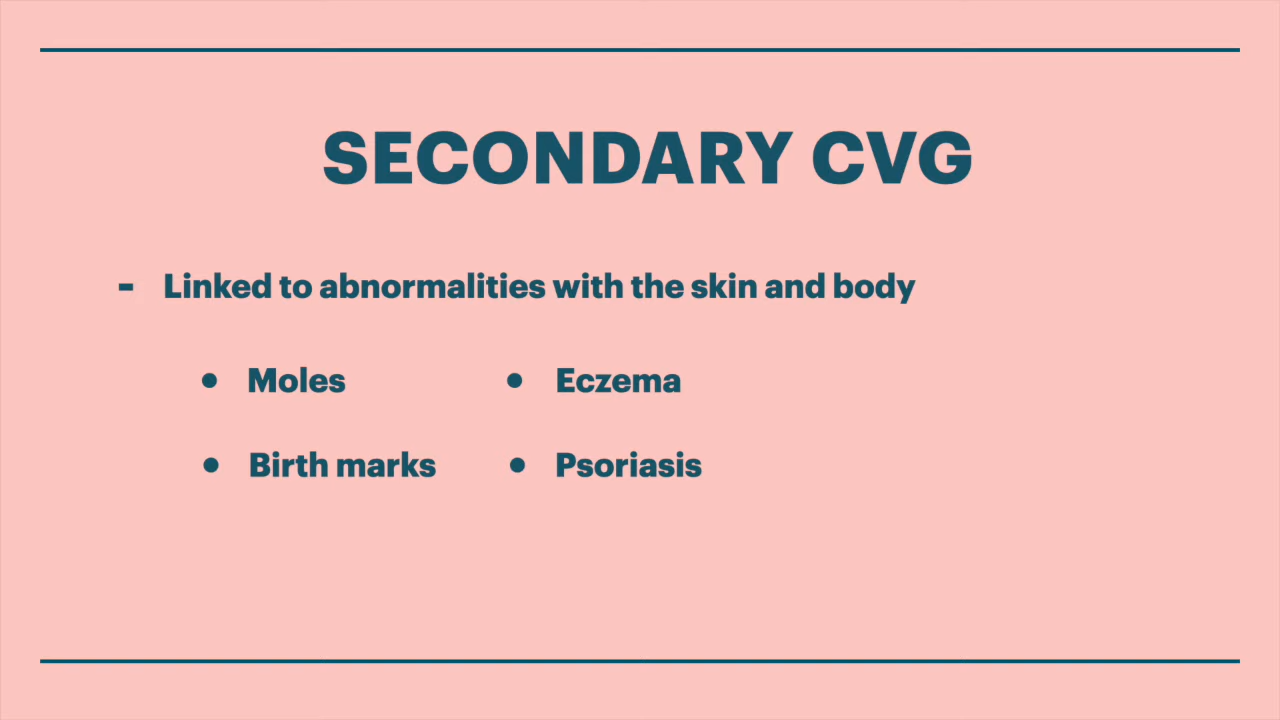 SECONDARY CVG
- Linked to abnormalities with the skin and body
• Moles • Eczema
• Birth marks • Psoriasis